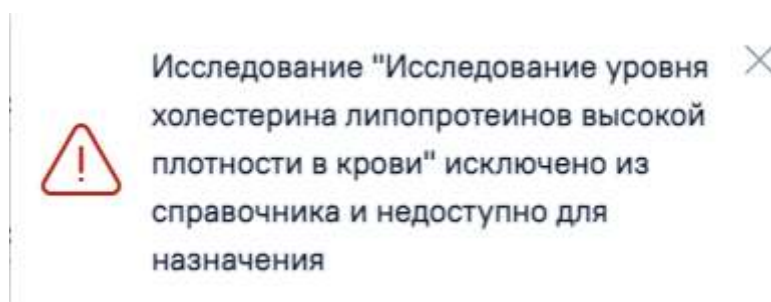 Исследование "Исследование уровня
холестерина липопротеинов высокой
плотности в крови" исключено из
справочника и недоступно для
назначения